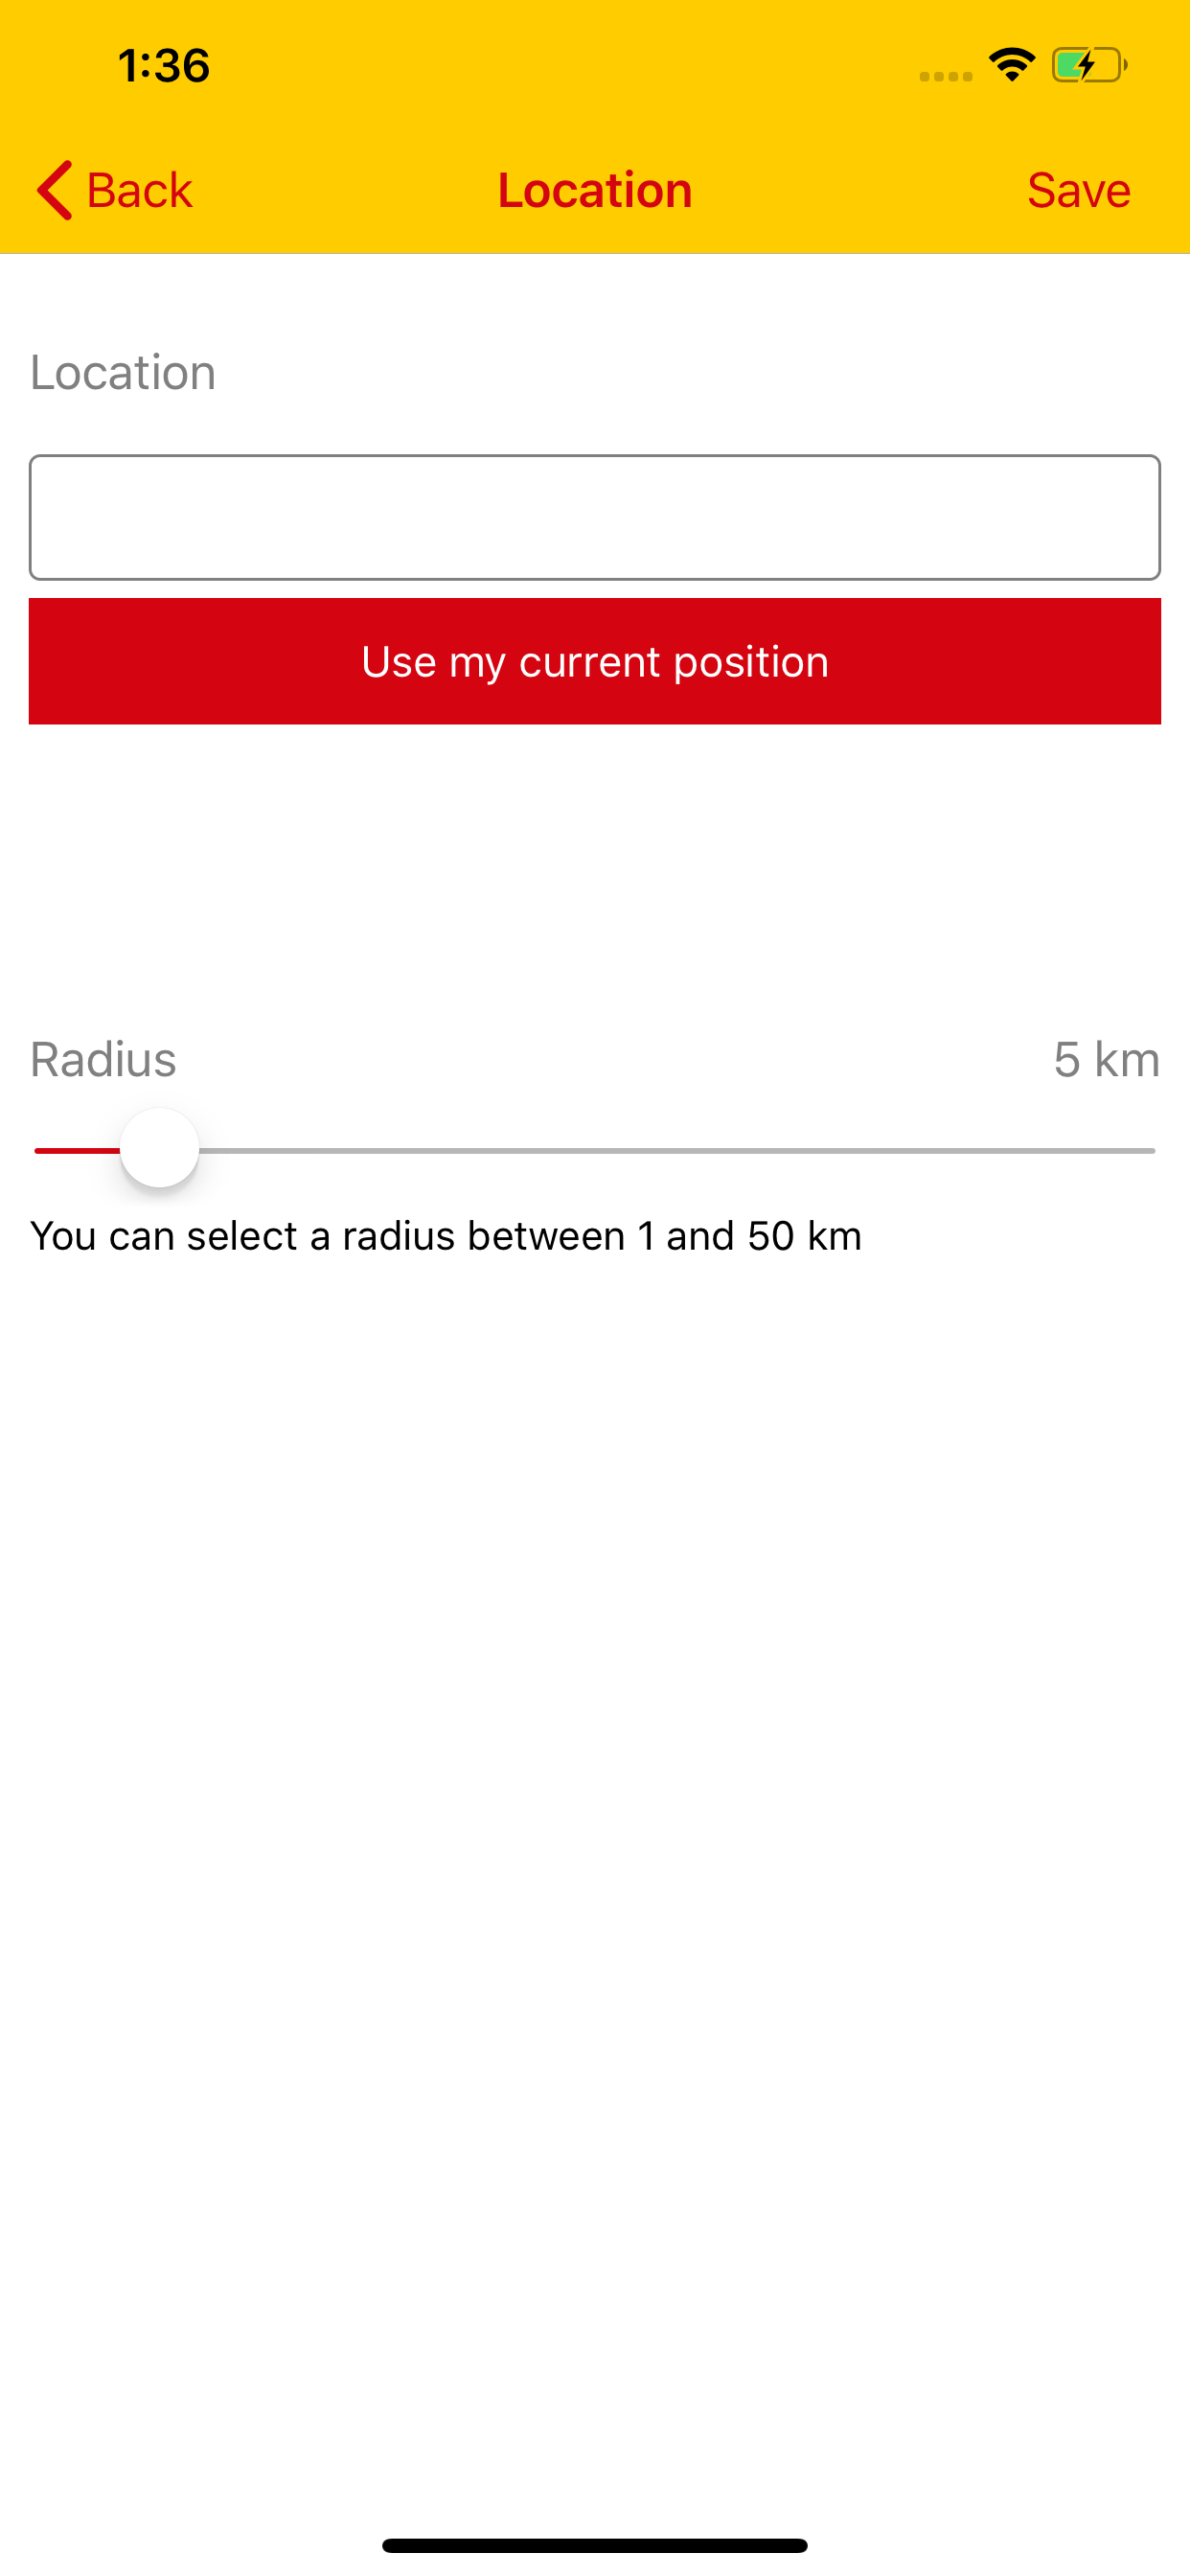 1:36
Back
Location
Save
Location
Use my current position
Radius
5 km
You can select a radius between 1 and 50 km